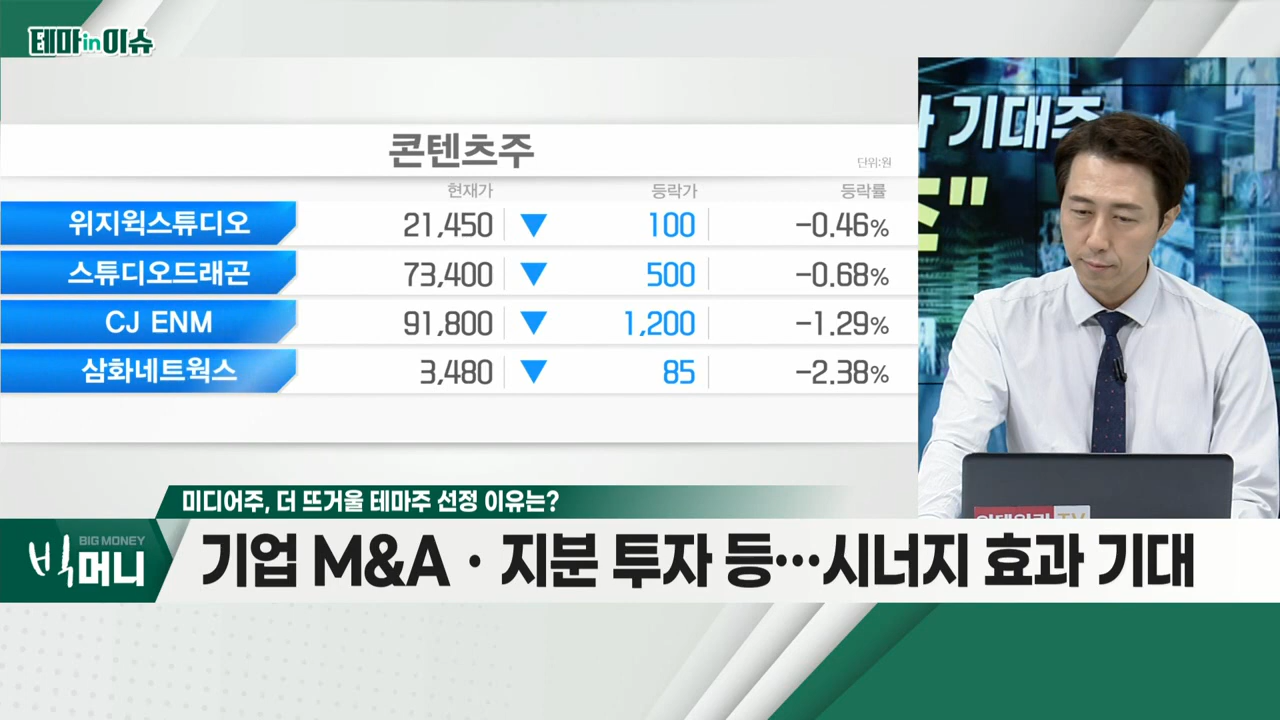 테마in이슈
콘텐츠주
단위:원
현재가 등락가 등락률
위지윅스튜디오 21,450 ▼ 100 -0.46%
스튜디오드래곤 73,400 ▼ 500 -0.68%
CJ ENM 91,800 ▼ 1,200 -1.29%
삼화네트웍스 3,480 ▼ 85 -2.38%
기대주
"
TV
미디어주, 더 뜨거울 테마주 선정 이유는?
BIG MONEY
빅머니
기업 M&A · 지분 투자 등…시너지 효과 기대